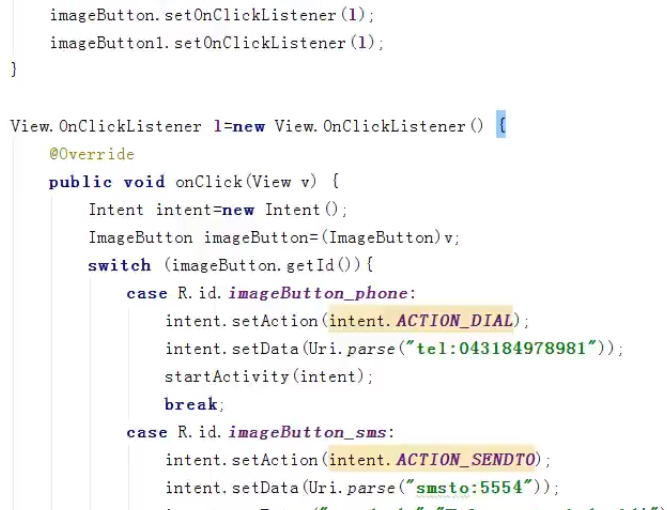 imageButton.setOnClickListener(l);
imageButton1.setOnClickListener(l);
}
View.OnClickListener l=new View.OnClickListener() {
@Override
public void onClick(View v) {
Intent intent=new Intent();
ImageButton imageButton=(ImageButton)v;
switch (imageButton.getId()){
case R.id.imageButton_phone:
intent.setAction(intent.ACTION_DIAL);
intent.setData(Uri.parse("tel:043184978981"));
startActivity(intent);
break;
case R.id.imageButton_sms:
intent.setAction(intent.ACTION_SENDTO);
intent.setData(Uri.parse("smsto:5554"));